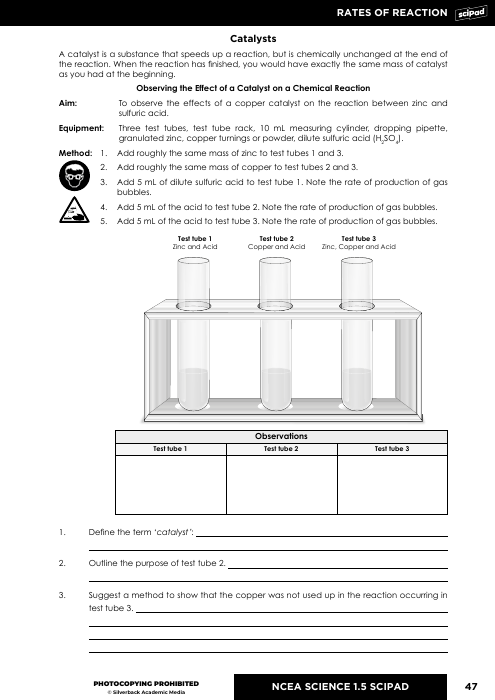 RATES OF REACTION scipad
Catalysts
A catalyst is a substance that speeds up a reaction, but is chemically unchanged at the end of
the reaction. When the reaction has finished, you would have exactly the same mass of catalyst
as you had at the beginning.
Observing the Effect of a Catalyst on a Chemical Reaction
Aim: To observe the effects of a copper catalyst on the reaction between zinc and
sulfuric acid.
Equipment: Three test tubes, test tube rack, 10 mL measuring cylinder, dropping pipette,
granulated zinc, copper turnings or powder, dilute sulfuric acid (H₂SO₄).
Method: 1. Add roughly the same mass of zinc to test tubes 1 and 3.
2. Add roughly the same mass of copper to test tubes 2 and 3.
3. Add 5 mL of dilute sulfuric acid to test tube 1. Note the rate of production of gas
bubbles.
4. Add 5 mL of the acid to test tube 2. Note the rate of production of gas bubbles.
5. Add 5 mL of the acid to test tube 3. Note the rate of production of gas bubbles.
Test tube 1 Test tube 2 Test tube 3
Zinc and Acid Copper and Acid Zinc, Copper and Acid
Observations
Test tube 1 Test tube 2 Test tube 3
1. Define the term 'catalyst':
2. Outline the purpose of test tube 2.
3. Suggest a method to show that the copper was not used up in the reaction occurring in
test tube 3.
PHOTOCOPYING PROHIBITED
© Silverback Academic Media
NCEA SCIENCE 1.5 SCIPAD 47